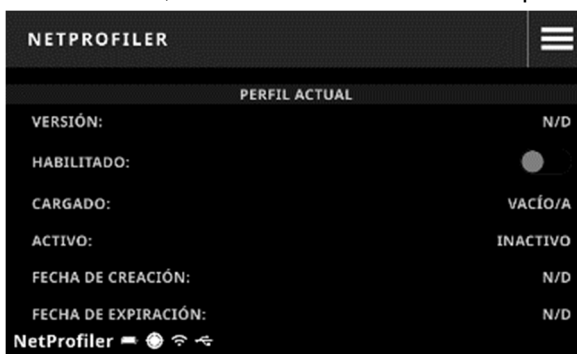 NETPROFILER
PERFIL ACTUAL
VERSIÓN: N/D
HABILITADO:
CARGADO: VACÍO/A
ACTIVO: INACTIVO
FECHA DE CREACIÓN: N/D
FECHA DE EXPIRACIÓN: N/D
NetProfiler